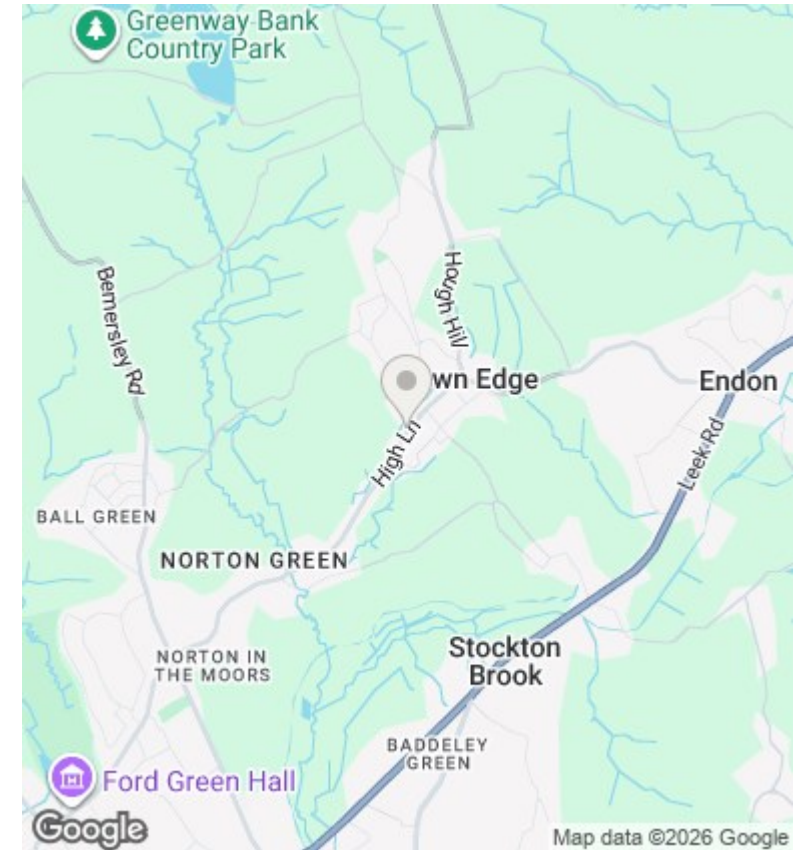 Greenway Bank
Country Park
Bemersley Rd
Hough Hill
wn Edge
Endon
High Ln
Leek Rd
BALL GREEN
NORTON GREEN
Stockton
Brook
NORTON IN
THE MOORS
BADDELEY
GREEN
Ford Green Hall
Google
Map data ©2026 Google